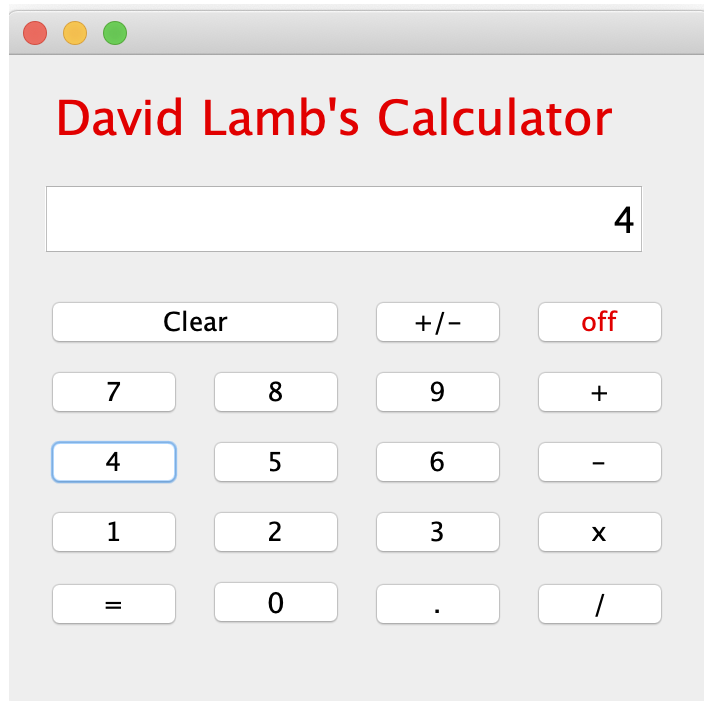 David Lamb's Calculator
4
Clear +/- off
7 8 9 +
4 5 6 -
1 2 3 x
= 0 . /